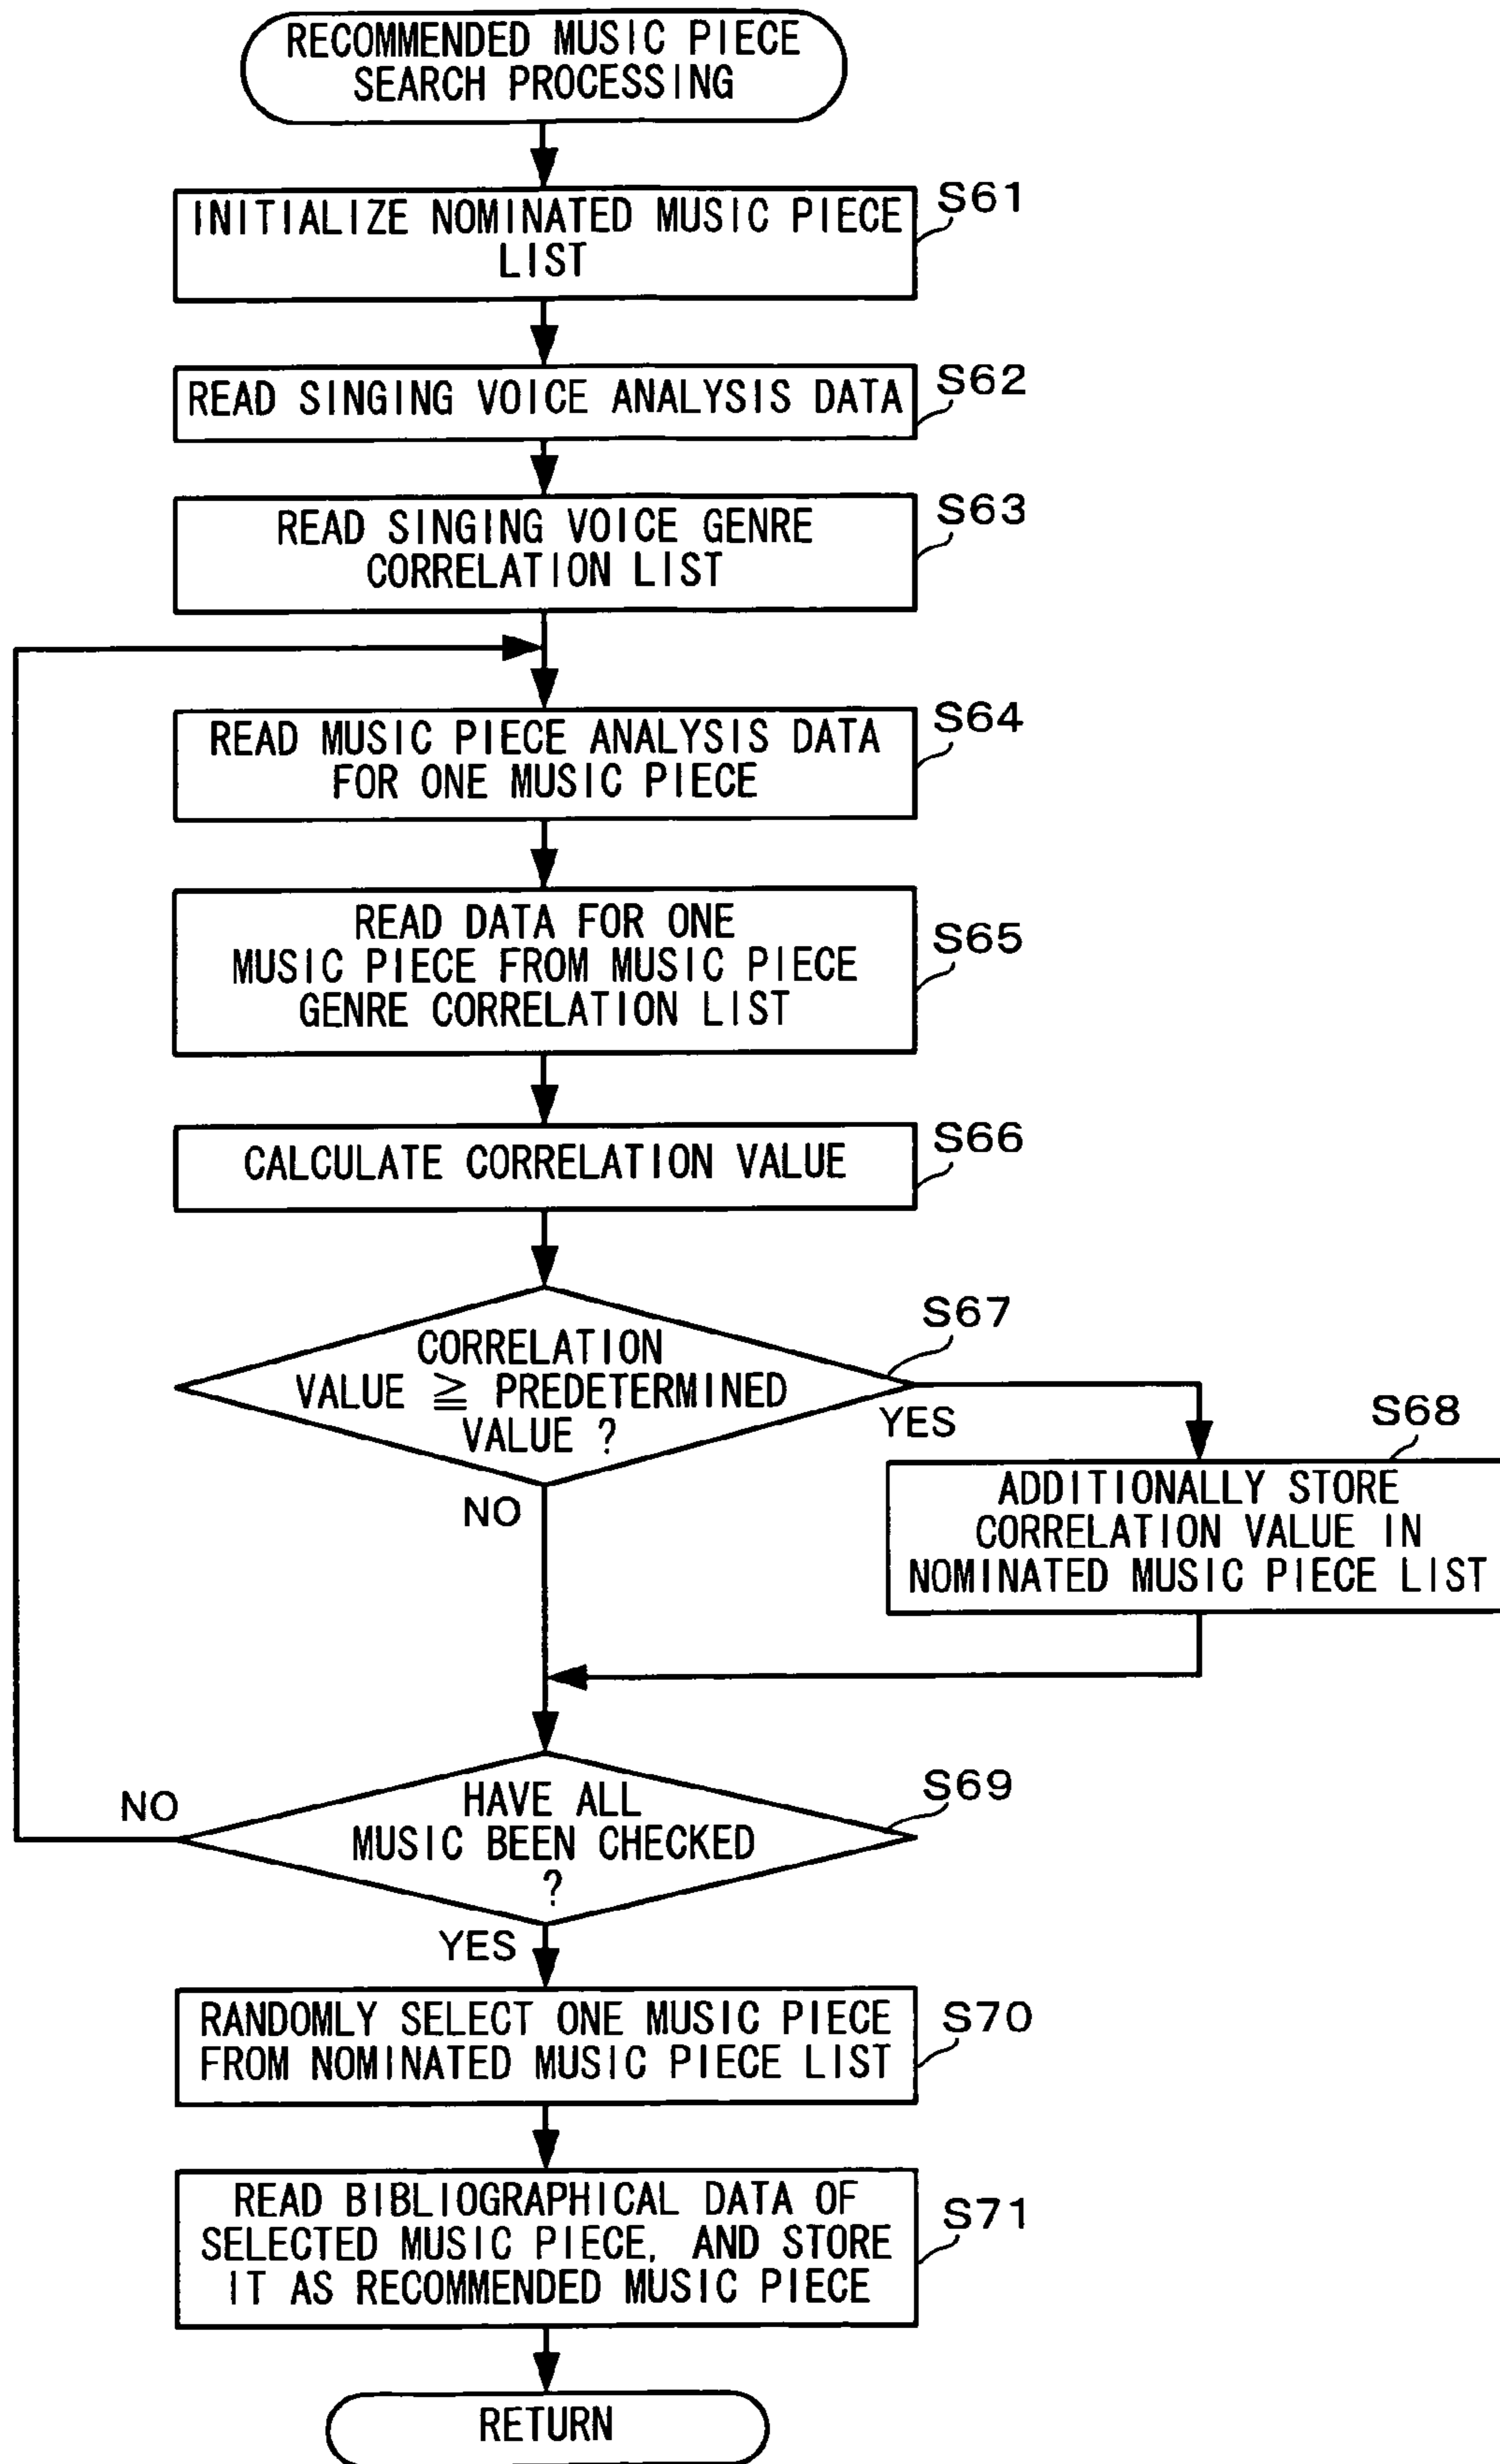 RECOMMENDED MUSIC PIECE
SEARCH PROCESSING
S61
INITIALIZE NOMINATED MUSIC PIECE
LIST
S62
READ SINGING VOICE ANALYSIS DATA
S63
READ SINGING VOICE GENRE
CORRELATION LIST
S64
READ MUSIC PIECE ANALYSIS DATA
FOR ONE MUSIC PIECE
S65
READ DATA FOR ONE
MUSIC PIECE FROM MUSIC PIECE
GENRE CORRELATION LIST
S66
CALCULATE CORRELATION VALUE
S67
CORRELATION
VALUE ≧ PREDETERMINED
VALUE ?
YES
NO
S68
ADDITIONALLY STORE
CORRELATION VALUE IN
NOMINATED MUSIC PIECE LIST
S69
HAVE ALL
MUSIC BEEN CHECKED
?
NO
YES
S70
RANDOMLY SELECT ONE MUSIC PIECE
FROM NOMINATED MUSIC PIECE LIST
S71
READ BIBLIOGRAPHICAL DATA OF
SELECTED MUSIC PIECE, AND STORE
IT AS RECOMMENDED MUSIC PIECE
RETURN